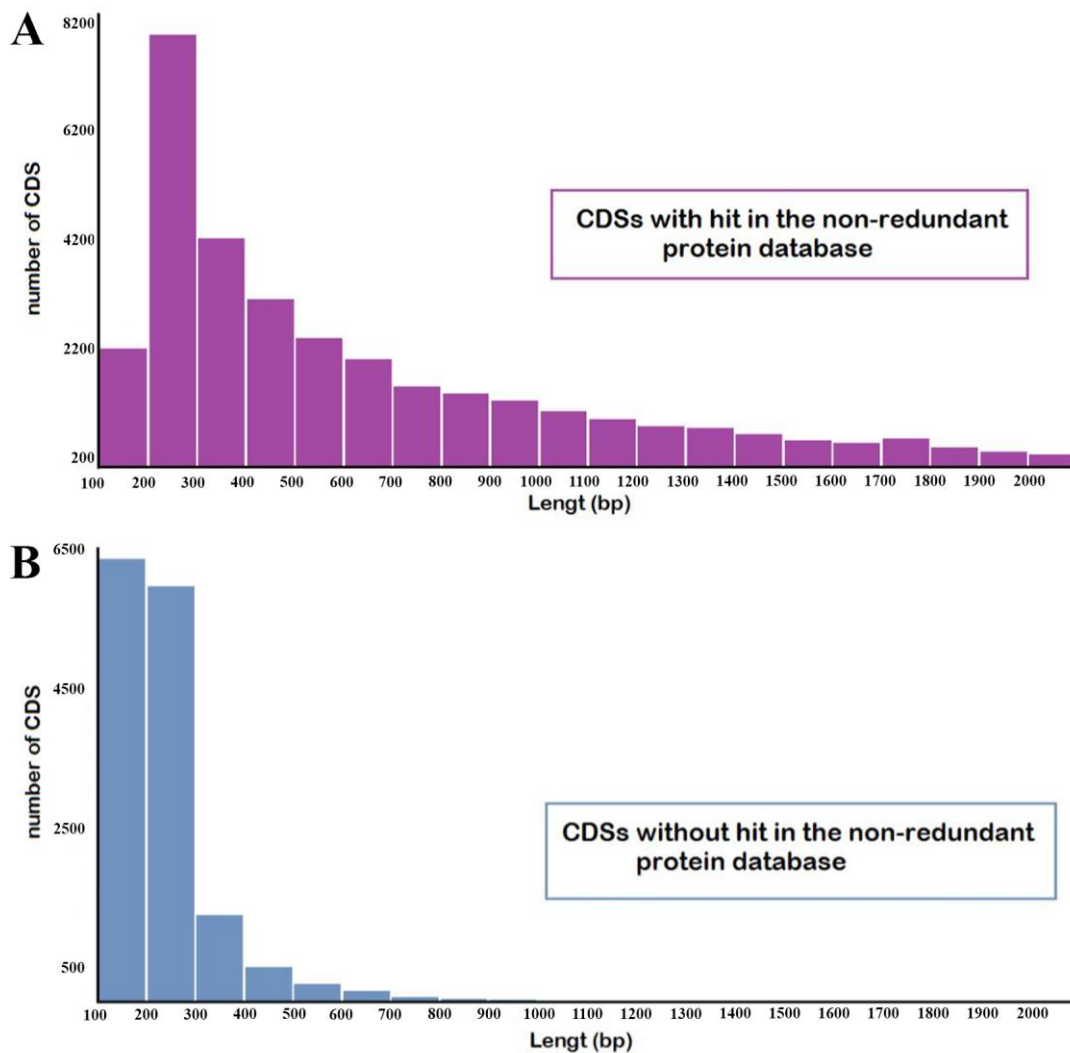 A
8200
6200
4200
2200
200
number of CDS
CDSs with hit in the non-redundant
protein database
100 200 300 400 500 600 700 800 900 1000 1100 1200 1300 1400 1500 1600 1700 1800 1900 2000
Lengt (bp)
B
6500
4500
2500
500
number of CDS
CDSs without hit in the non-redundant
protein database
100 200 300 400 500 600 700 800 900 1000 1100 1200 1300 1400 1500 1600 1700 1800 1900 2000
Lengt (bp)